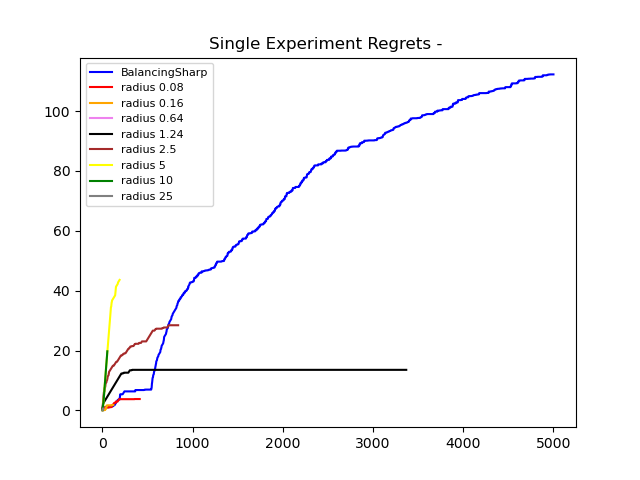 Single Experiment Regrets -
BalancingSharp
radius 0.08
radius 0.16
radius 0.64
radius 1.24
radius 2.5
radius 5
radius 10
radius 25
100
80
60
40
20
0
0 1000 2000 3000 4000 5000